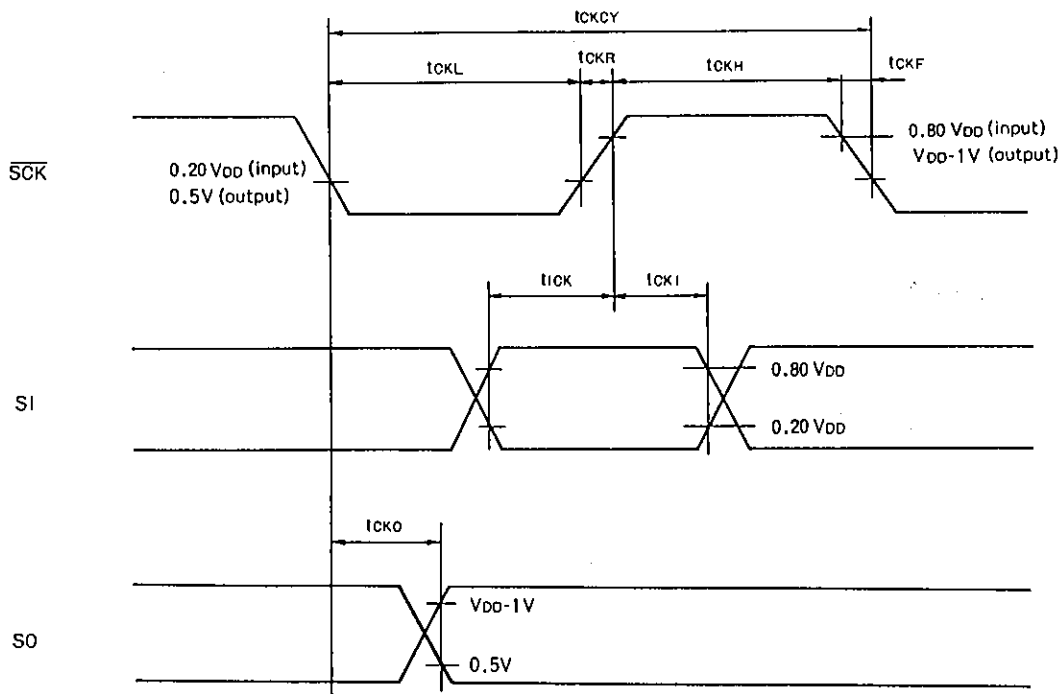 tCKCY
tCKL
tCKR
tCKH
tCKF
SCK
0.20 VDD (input)
0.5V (output)
0.80 VDD (input)
VDD-1V (output)
tICK
tCKI
SI
0.80 VDD
0.20 VDD
tCKO
SO
VDD-1V
0.5V